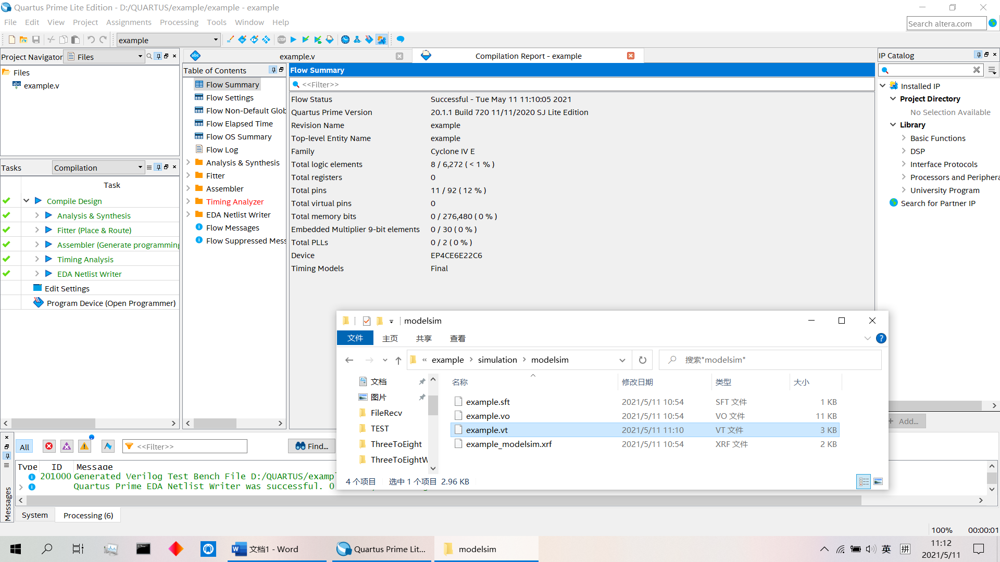 Quartus Prime Lite Edition - D:/QUARTUS/example/example - example
File Edit View Project Assignments Processing Tools Window Help
Search altera.com
example
Project Navigator Files
example.v
Compilation Report - example
IP Catalog
Files
example.v
Table of Contents
Flow Summary
Flow Settings
Flow Non-Default Glob
Flow Elapsed Time
Flow OS Summary
Flow Log
Analysis & Synthesis
Fitter
Assembler
Timing Analyzer
EDA Netlist Writer
Flow Messages
Flow Suppressed Mess
Flow Summary
<<Filter>>
Flow Status Successful - Tue May 11 11:10:05 2021
Quartus Prime Version 20.1.1 Build 720 11/11/2020 SJ Lite Edition
Revision Name example
Top-level Entity Name example
Family Cyclone IV E
Total logic elements 8 / 6,272 ( < 1 % )
Total registers 0
Total pins 11 / 92 ( 12 % )
Total virtual pins 0
Total memory bits 0 / 276,480 ( 0 % )
Embedded Multiplier 9-bit elements 0 / 30 ( 0 % )
Total PLLs 0 / 2 ( 0 % )
Device EP4CE6E22C6
Timing Models Final
Installed IP
Project Directory
No Selection Available
Library
Basic Functions
DSP
Interface Protocols
Processors and Periphera
University Program
Search for Partner IP
+ Add...
Tasks Compilation
Task
Compile Design
Analysis & Synthesis
Fitter (Place & Route)
Assembler (Generate programming
Timing Analysis
EDA Netlist Writer
Edit Settings
Program Device (Open Programmer)
modelsim
文件 主页 共享 查看
« example > simulation > modelsim
搜索"modelsim"
文档
图片
FileRecv
TEST
ThreeToEight
ThreeToEightW
名称 修改日期 类型 大小
example.sft 2021/5/11 10:54 SFT 文件 1 KB
example.vo 2021/5/11 10:54 VO 文件 11 KB
example.vt 2021/5/11 11:10 VT 文件 3 KB
example_modelsim.xrf 2021/5/11 10:54 XRF 文件 2 KB
4 个项目 选中 1 个项目 2.96 KB
All <<Filter>> Find...
Type ID Message
201000 Generated Verilog Test Bench File D:/QUARTUS/examp
Quartus Prime EDA Netlist Writer was successful. 0
Messages
System Processing (6)
100% 00:00:01
文档1 - Word
Quartus Prime Lit...
modelsim
英
拼
11:12
2021/5/11